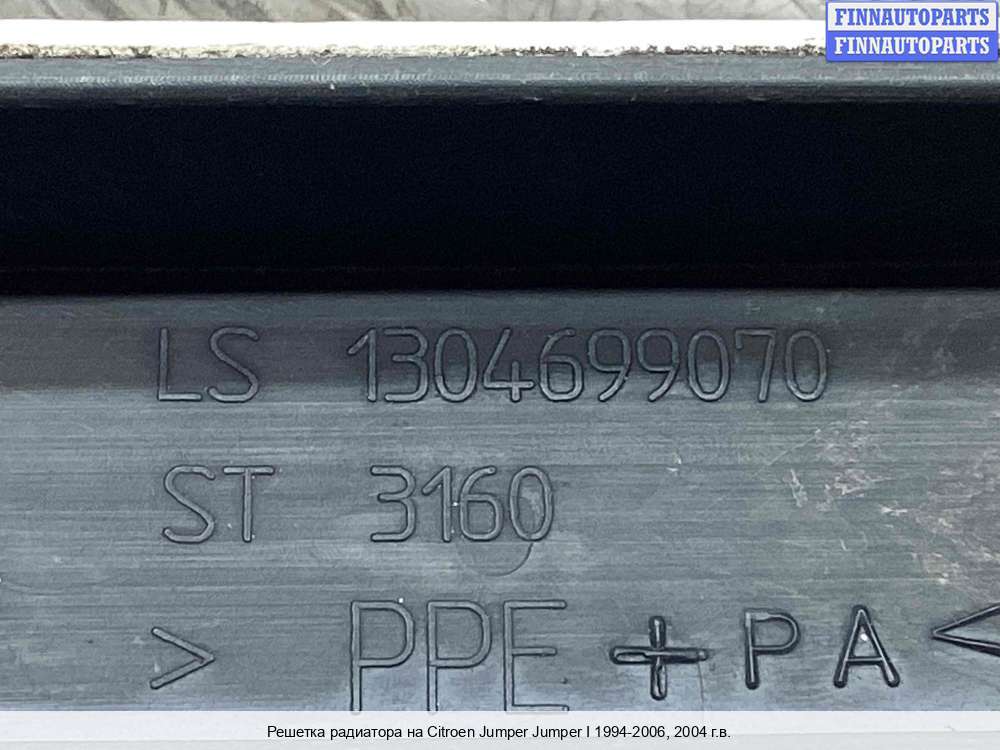 FINNAUTOPARTS
FINNAUTOPARTS
LS 1304699070
ST 3160
> PPE + PA <
Решетка радиатора на Citroen Jumper Jumper I 1994-2006, 2004 г.в.